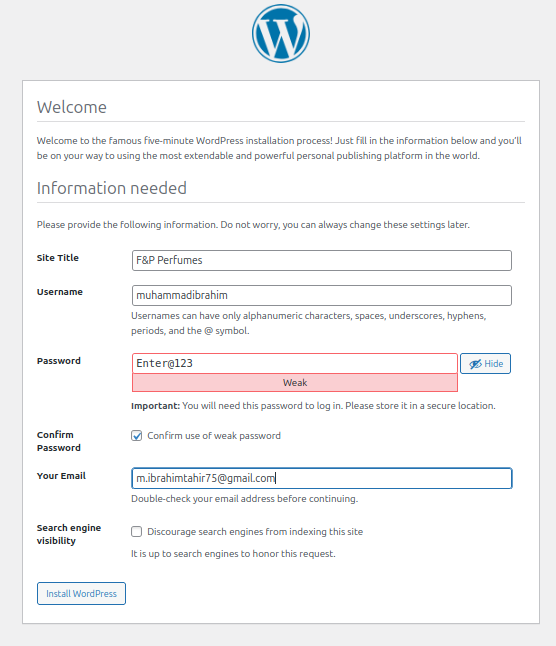 Welcome
Welcome to the famous five-minute WordPress installation process! Just fill in the information below and you'll
be on your way to using the most extendable and powerful personal publishing platform in the world.
Information needed
Please provide the following information. Do not worry, you can always change these settings later.
Site Title
F&P Perfumes
Username
muhammadibrahim
Usernames can have only alphanumeric characters, spaces, underscores, hyphens,
periods, and the @ symbol.
Password
Enter@123
Hide
Weak
Important: You will need this password to log in. Please store it in a secure location.
Confirm
Password
Confirm use of weak password
Your Email
m.ibrahimtahir75@gmail.com
Double-check your email address before continuing.
Search engine
visibility
Discourage search engines from indexing this site
It is up to search engines to honor this request.
Install WordPress